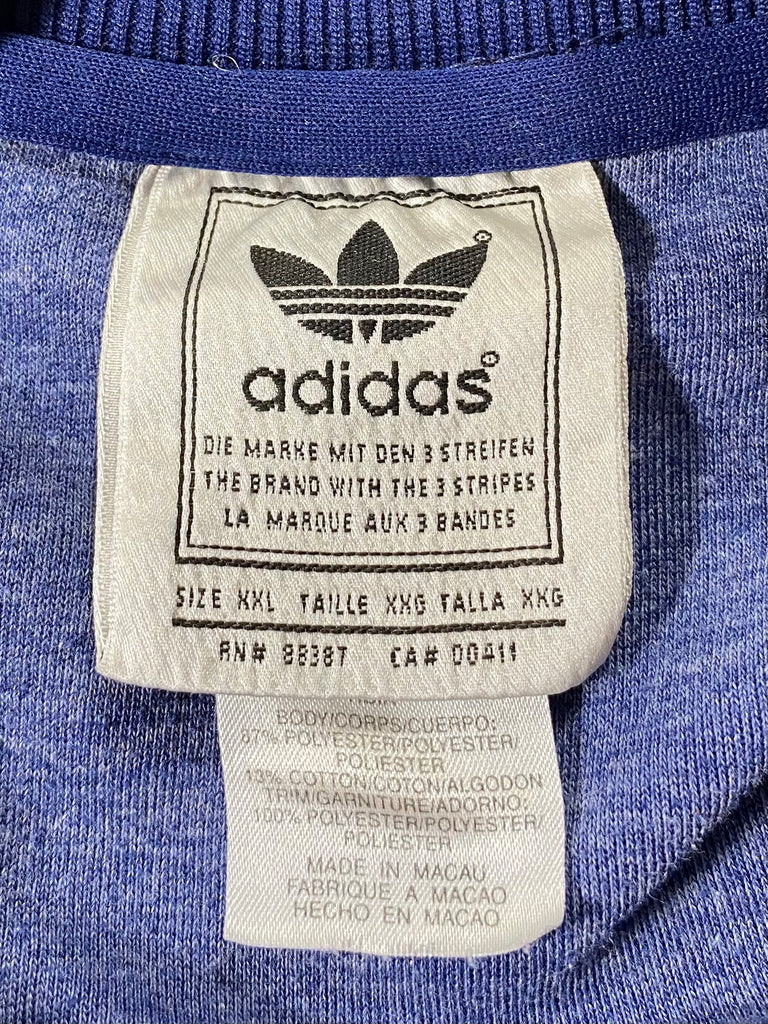 adidas
DIE MARKE MIT DEN 3 STREIFEN
THE BRAND WITH THE 3 STRIPES
LA MARQUE AUX 3 BANDES
SIZE XXL TAILLE XXG TALLA XXG
RN# 88387 CA# 00411
BODY/CORPS/CUERPO:
87% POLYESTER/POLYESTER/
POLIESTER
13% COTTON/COTON/ALGODON
TRIM/GARNITURE/ADORNO:
100% POLYESTER/POLYESTER/
POLIESTER
MADE IN MACAU
FABRIQUE A MACAO
HECHO EN MACAO